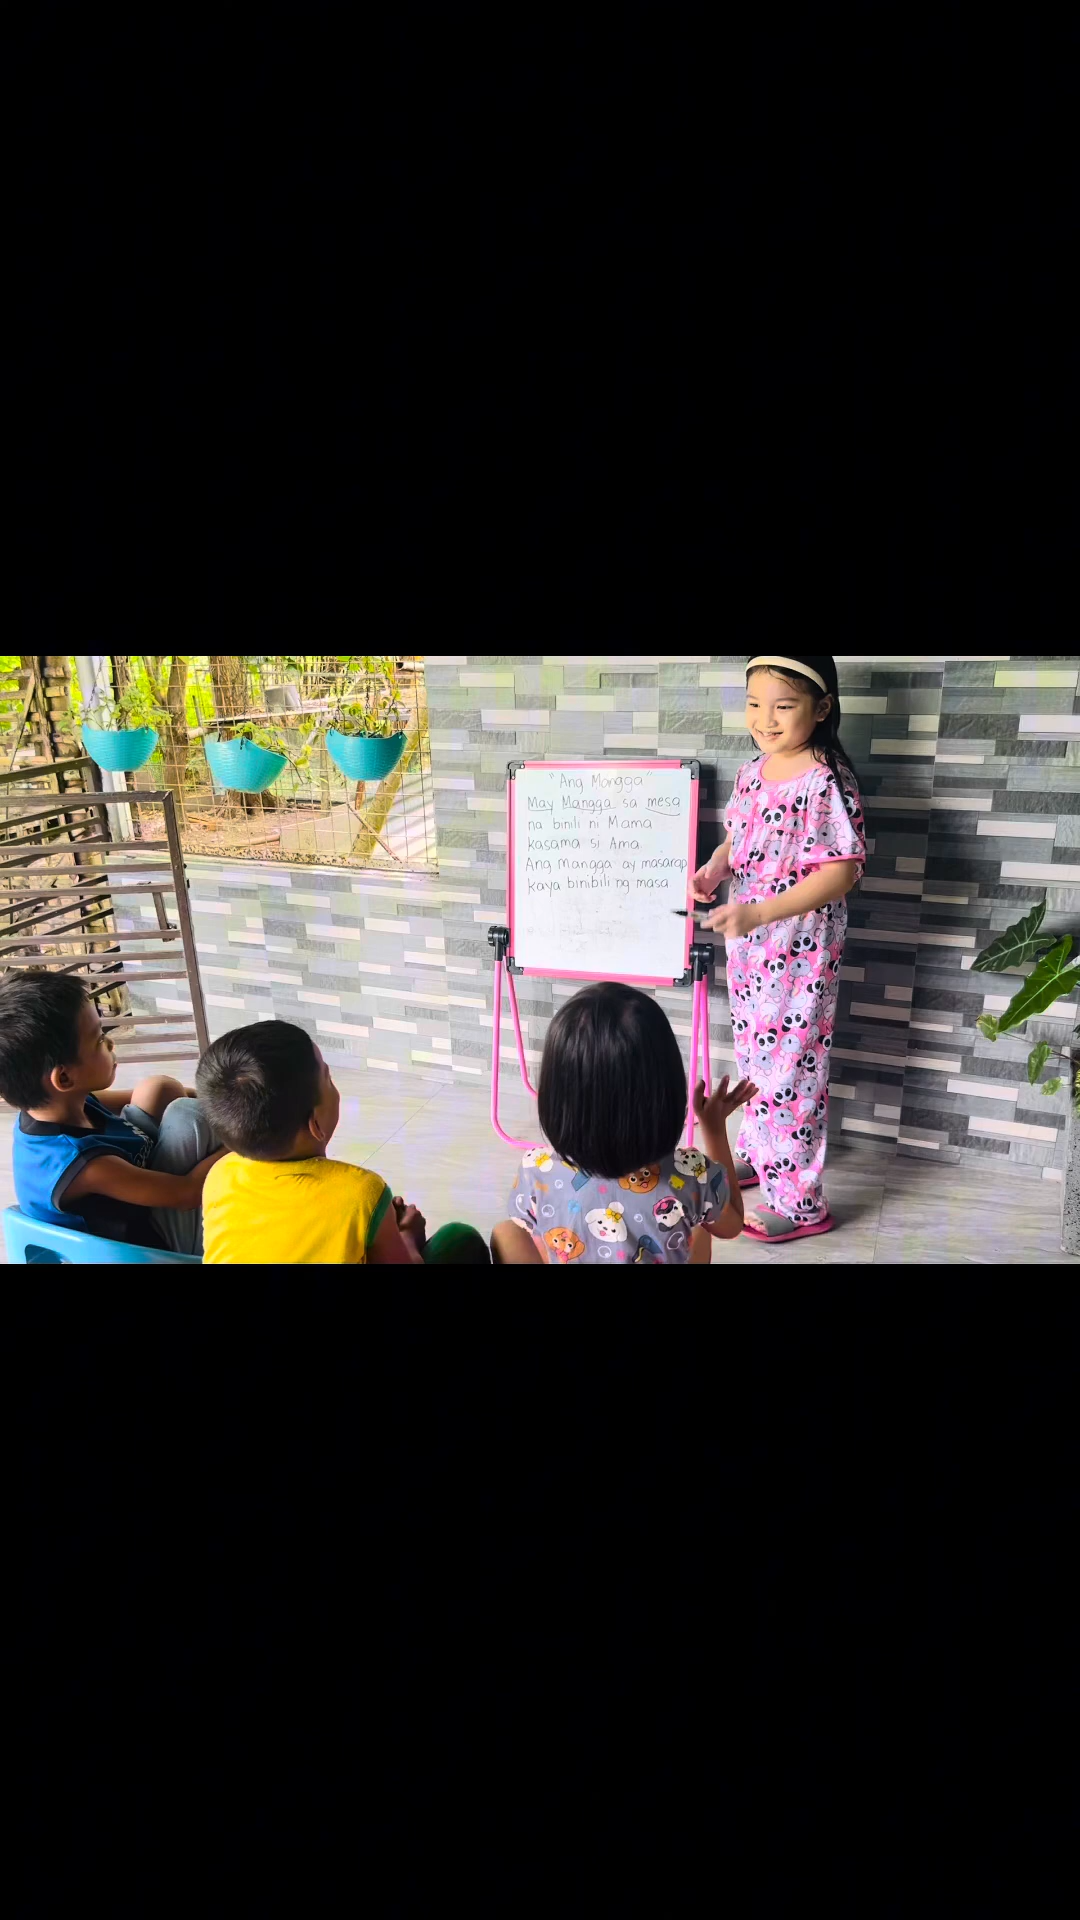 "Ang Mangga"
May Mangga sa mesa
na binili ni Mama
kasama si Ama.
Ang mangga ay masarap
kaya binibili ng masa